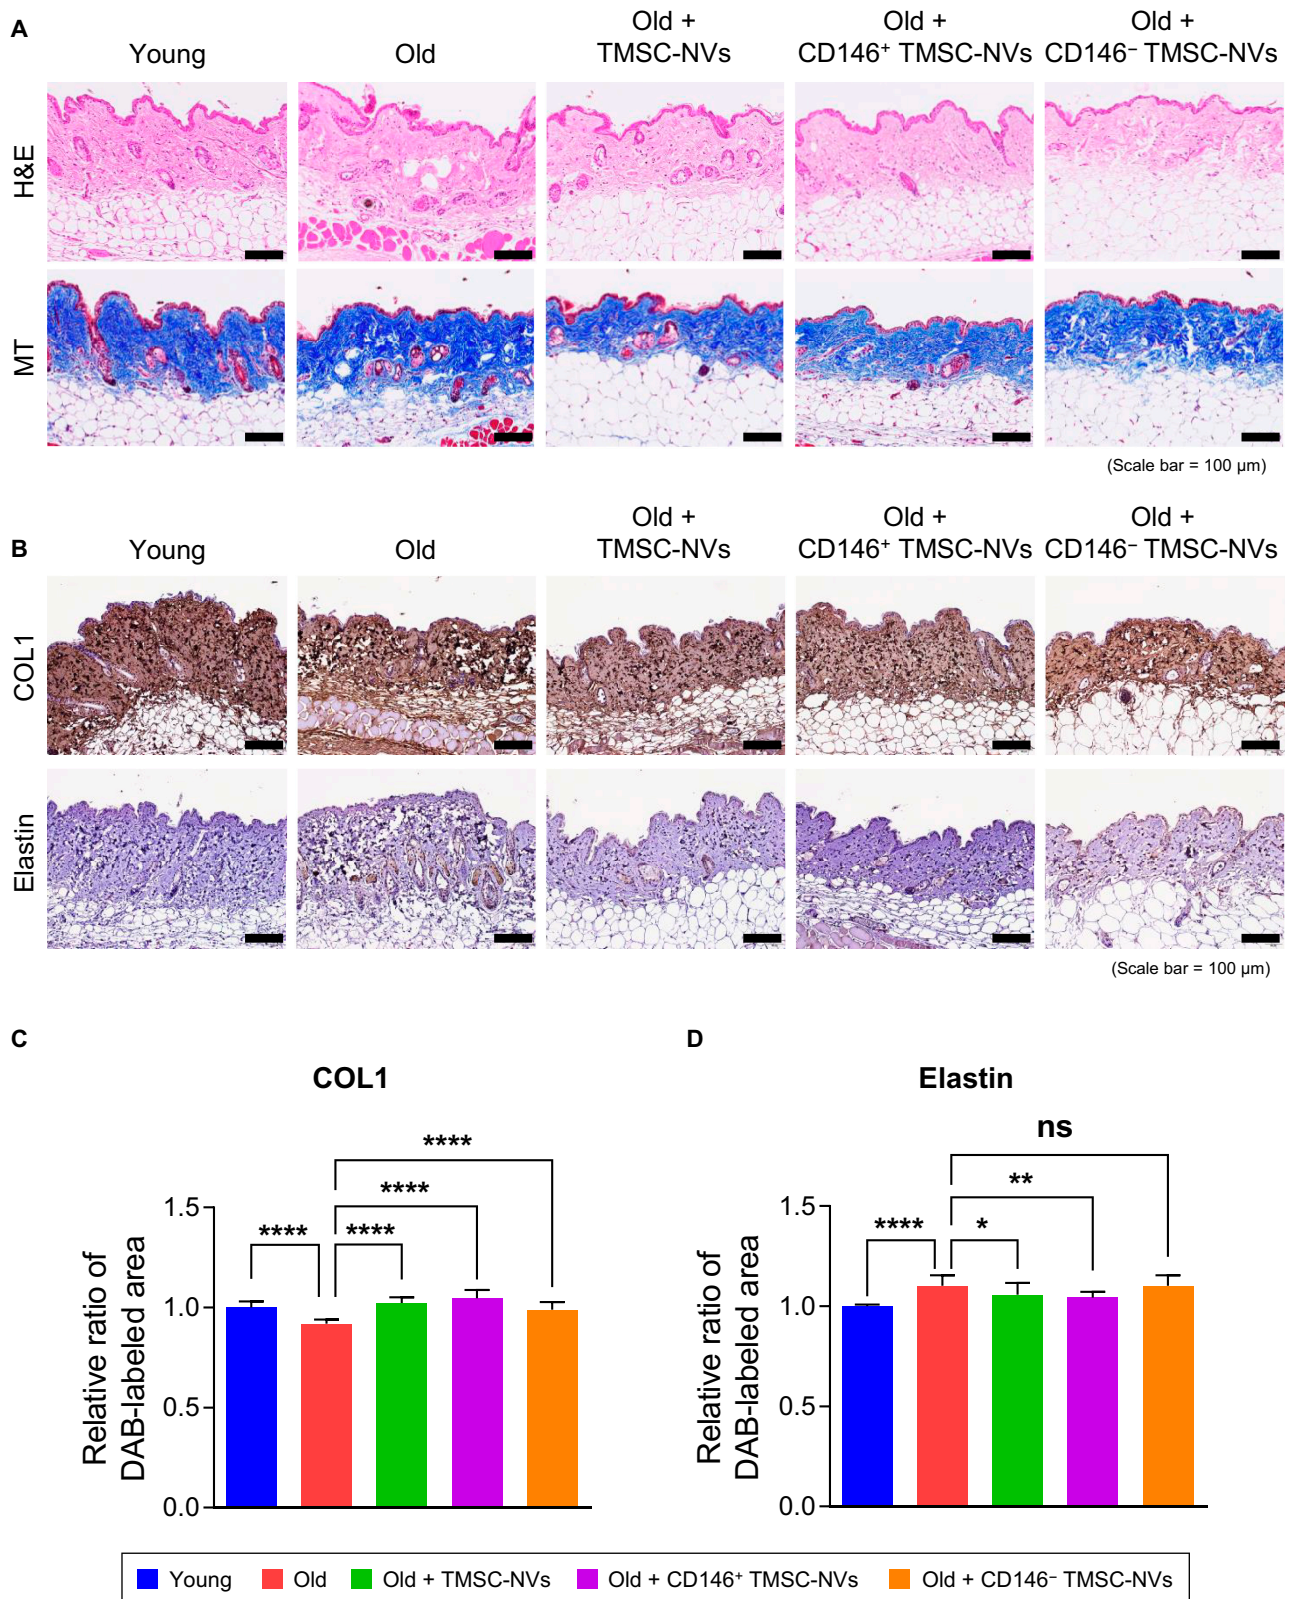 A
Young
Old
Old +
TMSC-NVs
Old +
CD146⁺ TMSC-NVs
Old +
CD146⁻ TMSC-NVs
H&E
MT
(Scale bar = 100 µm)
B
Young
Old
Old +
TMSC-NVs
Old +
CD146⁺ TMSC-NVs
Old +
CD146⁻ TMSC-NVs
COL1
Elastin
(Scale bar = 100 µm)
C
COL1
****
****
****
****
Relative ratio of
DAB-labeled area
1.5
1.0
0.5
0.0
D
Elastin
ns
**
****
*
Relative ratio of
DAB-labeled area
1.5
1.0
0.5
0.0
Young
Old
Old + TMSC-NVs
Old + CD146⁺ TMSC-NVs
Old + CD146⁻ TMSC-NVs